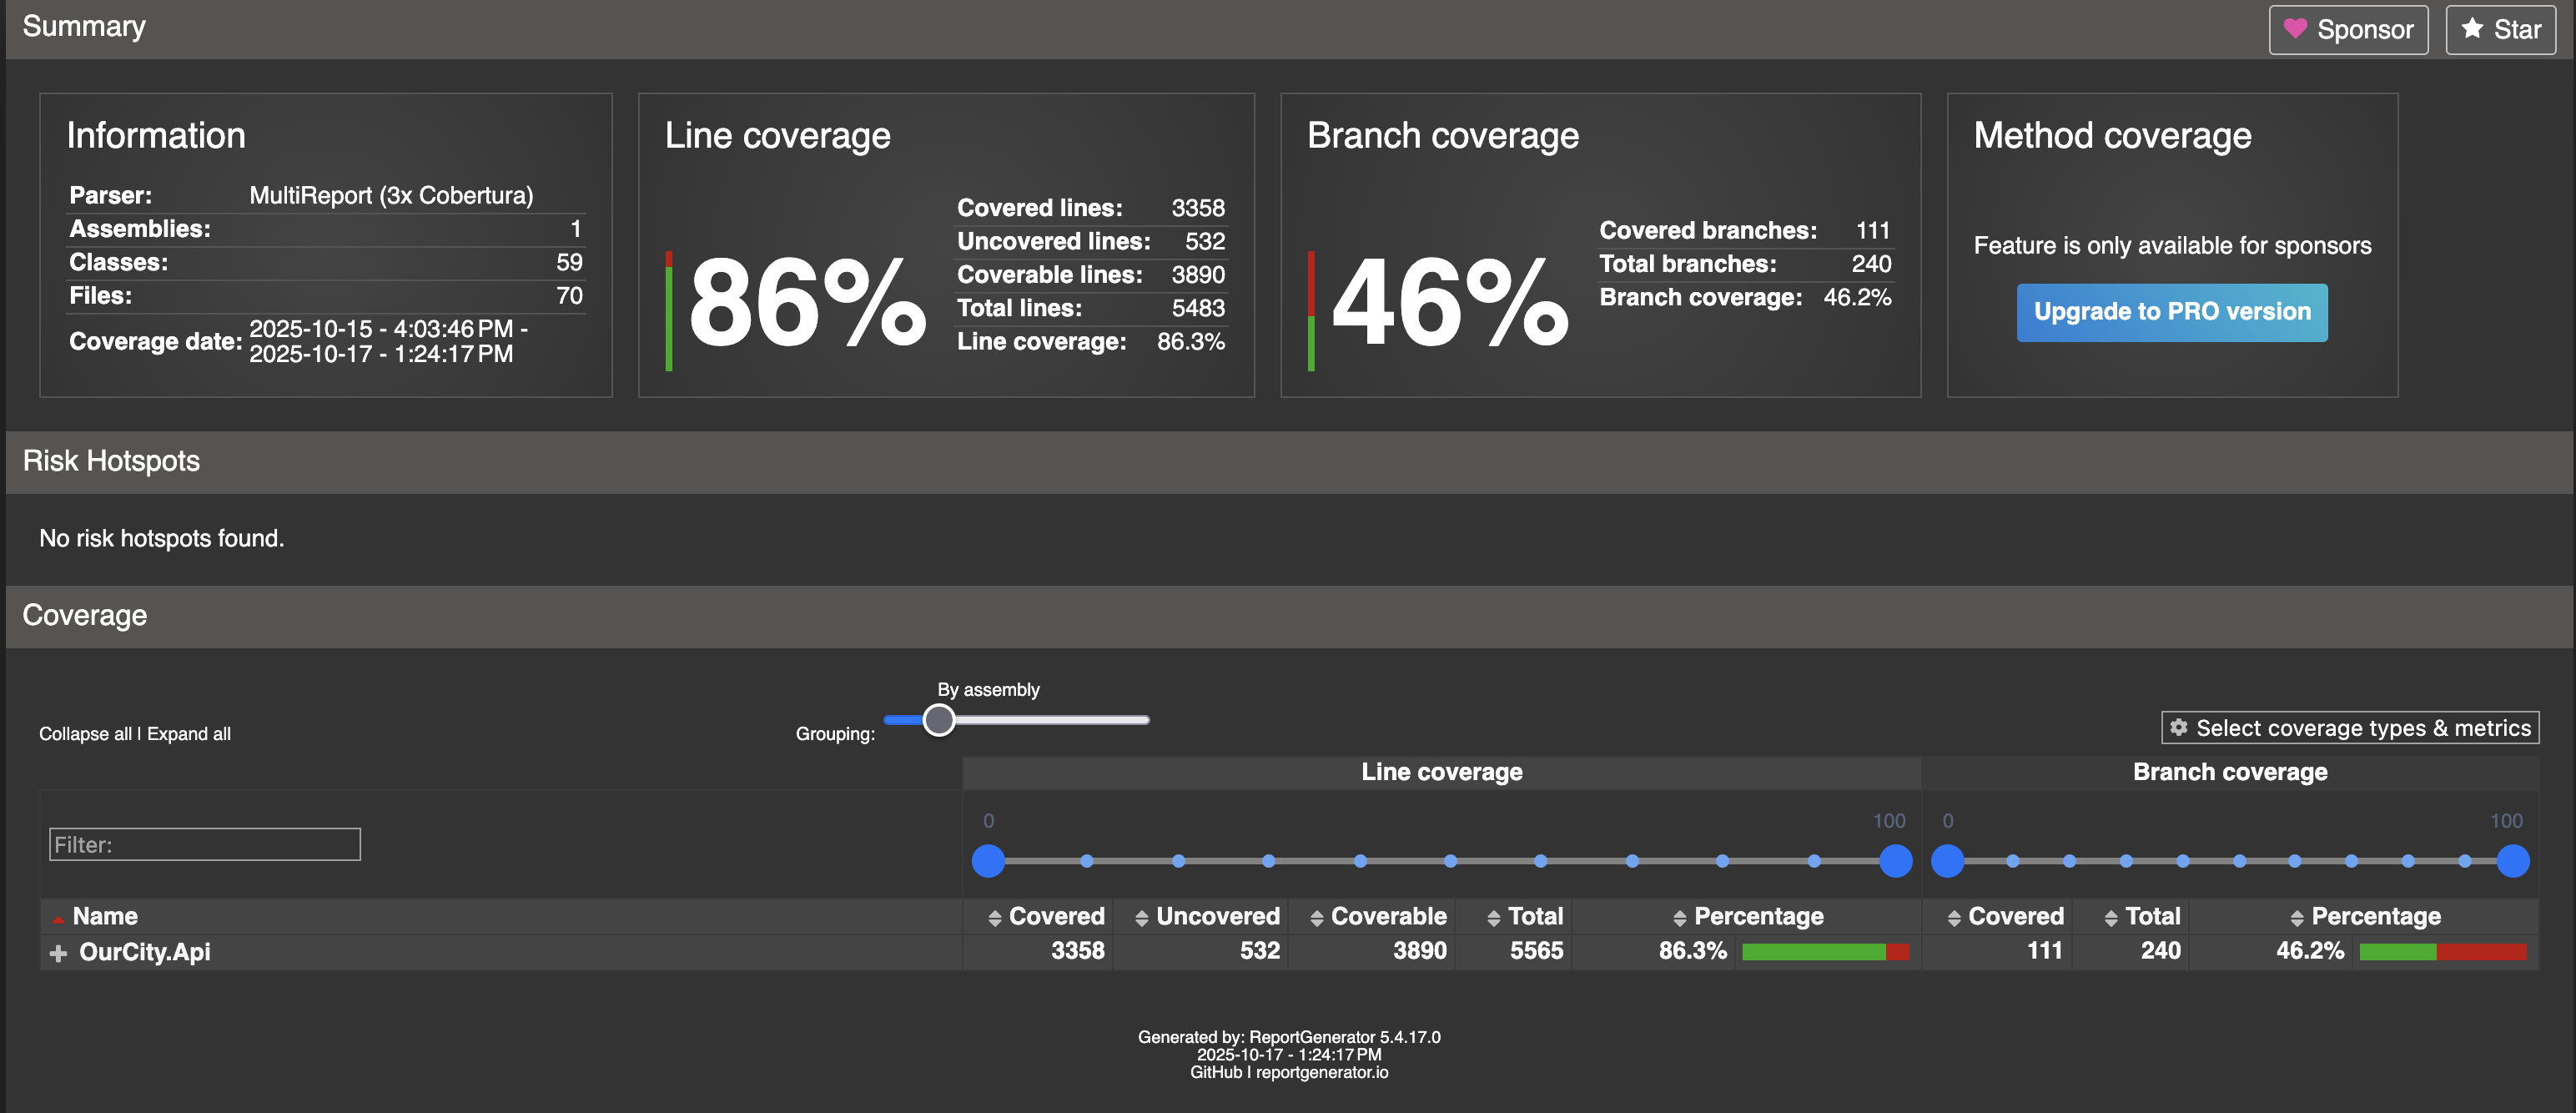 Summary
Sponsor
Star
Information
Parser: MultiReport (3x Cobertura)
Assemblies: 1
Classes: 59
Files: 70
Coverage date: 2025-10-15 - 4:03:46 PM -
2025-10-17 - 1:24:17 PM
Line coverage
86%
Covered lines: 3358
Uncovered lines: 532
Coverable lines: 3890
Total lines: 5483
Line coverage: 86.3%
Branch coverage
46%
Covered branches: 111
Total branches: 240
Branch coverage: 46.2%
Method coverage
Feature is only available for sponsors
Upgrade to PRO version
Risk Hotspots
No risk hotspots found.
Coverage
Collapse all | Expand all
By assembly
Grouping:
Select coverage types & metrics
Line coverage Branch coverage
Filter:
0 100 0 100
Name Covered Uncovered Coverable Total Percentage Covered Total Percentage
OurCity.Api 3358 532 3890 5565 86.3% 111 240 46.2%
Generated by: ReportGenerator 5.4.17.0
2025-10-17 - 1:24:17 PM
GitHub | reportgenerator.io